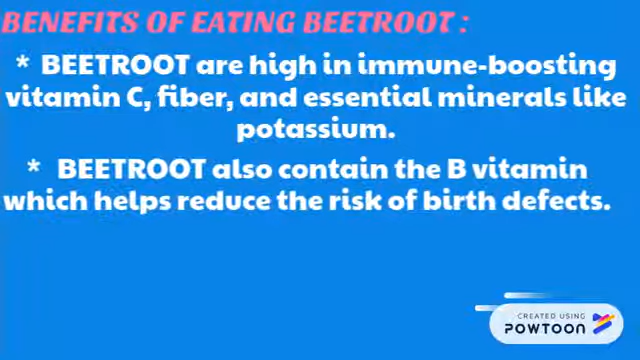 BENEFITS OF EATING BEETROOT :
* BEETROOT are high in immune-boosting
vitamin C, fiber, and essential minerals like
potassium.
* BEETROOT also contain the B vitamin
which helps reduce the risk of birth defects.
CREATED USING
POWTOON